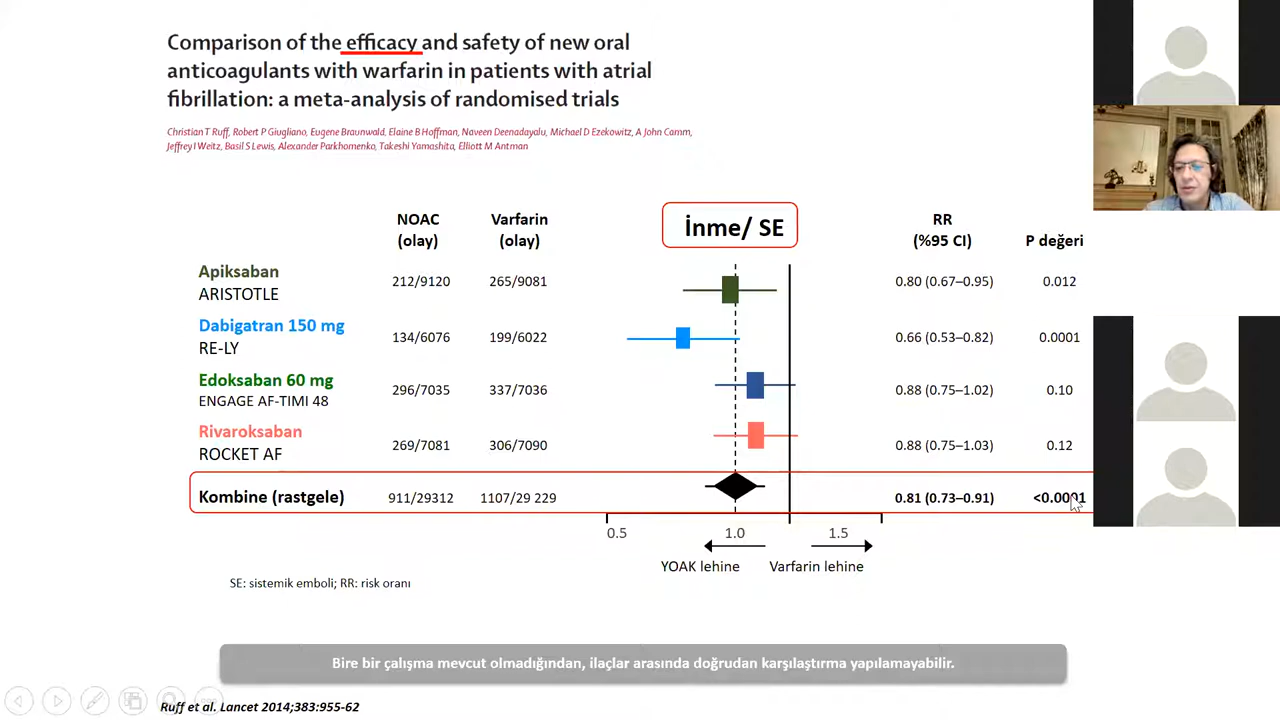 Comparison of the efficacy and safety of new oral
anticoagulants with warfarin in patients with atrial
fibrillation: a meta-analysis of randomised trials
Christian T Ruff, Robert P Giugliano, Eugene Braunwald, Elaine B Hoffman, Naveen Deenadayalu, Michael D Ezekowitz, A John Camm,
Jeffrey I Weitz, Basil S Lewis, Alexander Parkhomenko, Takeshi Yamashita, Elliott M Antman
NOAC Varfarin İnme/ SE RR
(olay) (olay) (%95 CI) P değeri
Apiksaban
ARISTOTLE 212/9120 265/9081 0.80 (0.67–0.95) 0.012
Dabigatran 150 mg
RE-LY 134/6076 199/6022 0.66 (0.53–0.82) 0.0001
Edoksaban 60 mg
ENGAGE AF-TIMI 48 296/7035 337/7036 0.88 (0.75–1.02) 0.10
Rivaroksaban
ROCKET AF 269/7081 306/7090 0.88 (0.75–1.03) 0.12
Kombine (rastgele) 911/29312 1107/29 229 0.81 (0.73–0.91) <0.0001
0.5 1.0 1.5
YOAK lehine Varfarin lehine
SE: sistemik emboli; RR: risk oranı
Bire bir çalışma mevcut olmadığından, ilaçlar arasında doğrudan karşılaştırma yapılamayabilir.
Ruff et al. Lancet 2014;383:955-62